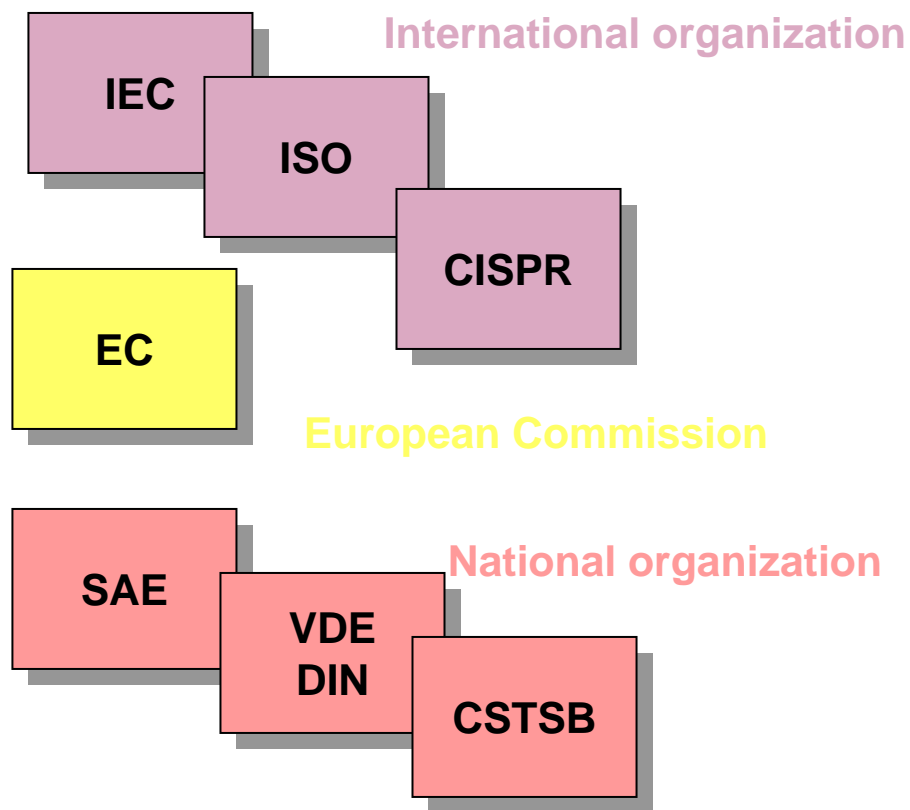 International organization
IEC
ISO
CISPR
EC
European Commission
SAE
National organization
VDE
DIN
CSTSB